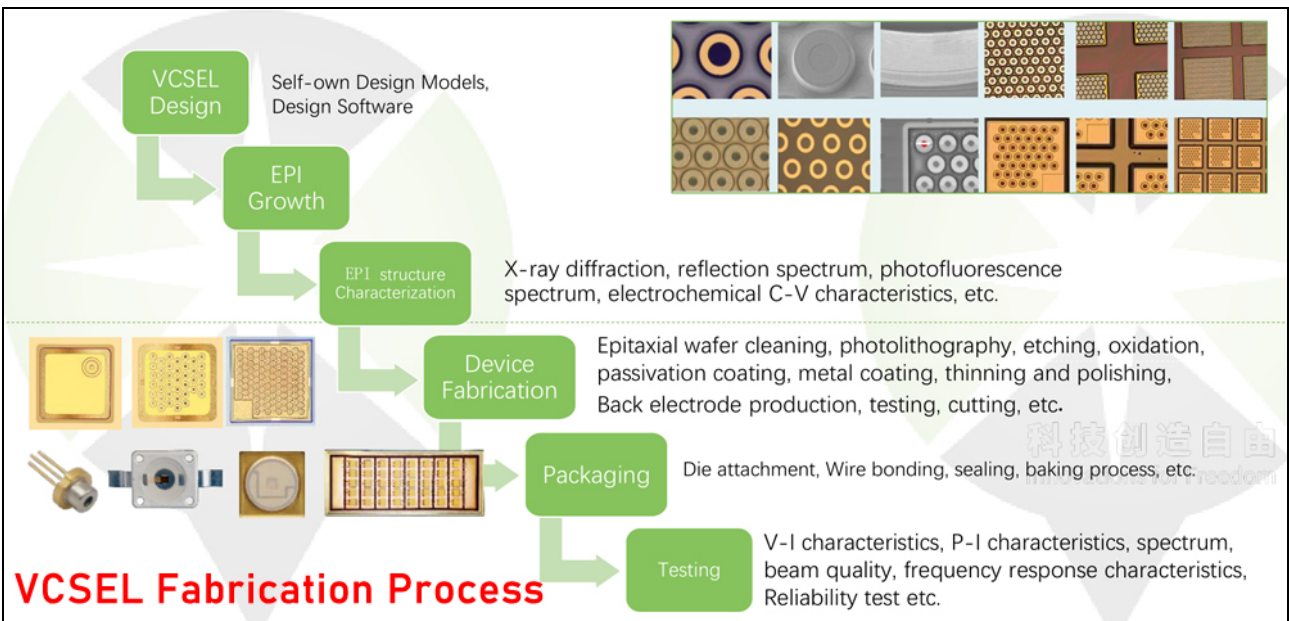 VCSEL
Design
Self-own Design Models,
Design Software
EPI
Growth
EPI structure
Characterization
X-ray diffraction, reflection spectrum, photofluorescence
spectrum, electrochemical C-V characteristics, etc.
Device
Fabrication
Epitaxial wafer cleaning, photolithography, etching, oxidation,
passivation coating, metal coating, thinning and polishing,
Back electrode production, testing, cutting, etc.
科技创造自由
Innovations for Freedom
Packaging
Die attachment, Wire bonding, sealing, baking process, etc.
Testing
V-I characteristics, P-I characteristics, spectrum,
beam quality, frequency response characteristics,
Reliability test etc.
VCSEL Fabrication Process